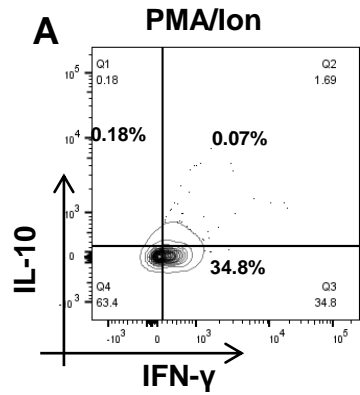 A
PMA/Ion
Q1
0.18
Q2
1.69
10^5
10^4
10^3
0
-10^3
0.18%
0.07%
34.8%
Q4
63.4
Q3
34.8
-10^3 0 10^3 10^4 10^5
IL-10
IFN-γ